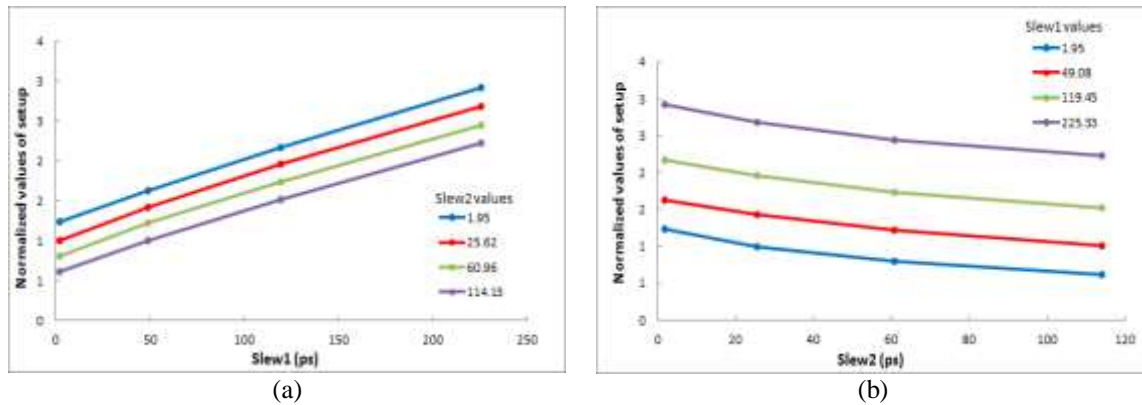 Normalized values of setup
4
3
3
2
2
1
1
0
Slew2 values
1.95
25.62
60.96
114.13
0 50 100 150 200 250
Slew1 (ps)
(a)
Normalized values of setup
4
3
3
2
2
1
1
0
Slew1 values
1.95
49.08
119.45
225.33
0 20 40 60 80 100 120
Slew2 (ps)
(b)